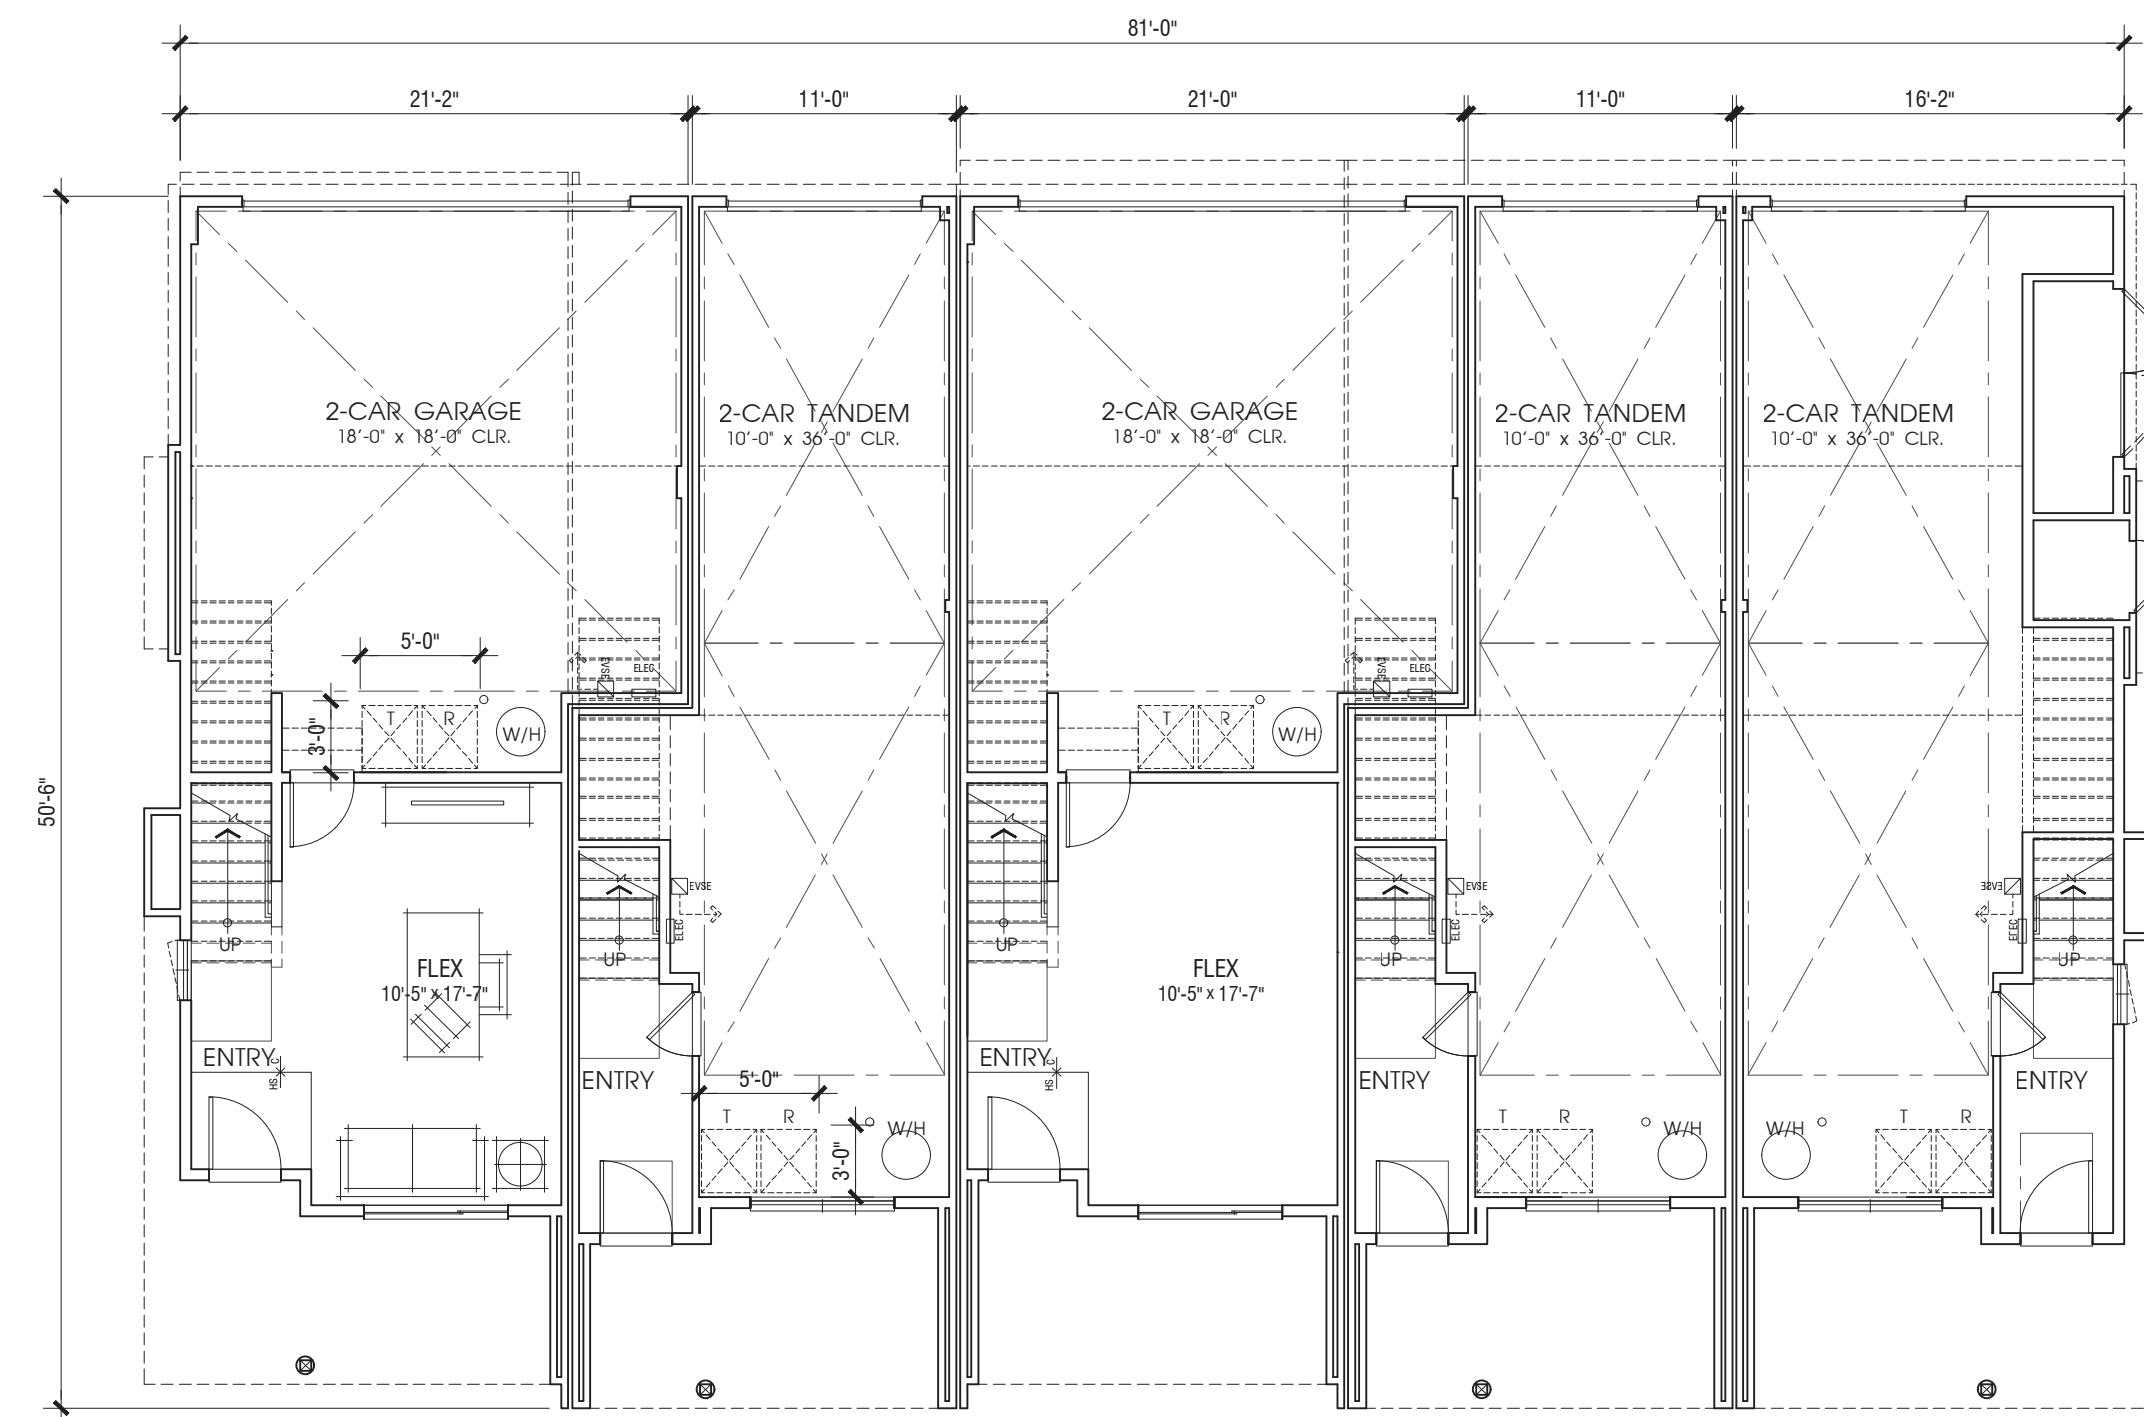 81'-0"
21'-2"
11'-0"
21'-0"
11'-0"
16'-2"
2-CAR GARAGE
18'-0" x 18'-0" CLR.
2-CAR TANDEM
10'-0" x 36'-0" CLR.
2-CAR GARAGE
18'-0" x 18'-0" CLR.
2-CAR TANDEM
10'-0" x 36'-0" CLR.
2-CAR TANDEM
10'-0" x 36'-0" CLR.
5'-0"
EVSE
ELEC
EVSE
ELEC
3'-0"
T
R
W/H
T
R
W/H
50'-6"
EVSE
ELEC
EVSE
ELEC
EVSE
ELEC
UP
UP
UP
UP
UP
FLEX
10'-5" x 17'-7"
FLEX
10'-5" x 17'-7"
ENTRY
HS C
ENTRY
HS C
ENTRY
ENTRY
ENTRY
5'-0"
T
R
3'-0"
W/H
T
R
W/H
W/H
T
R